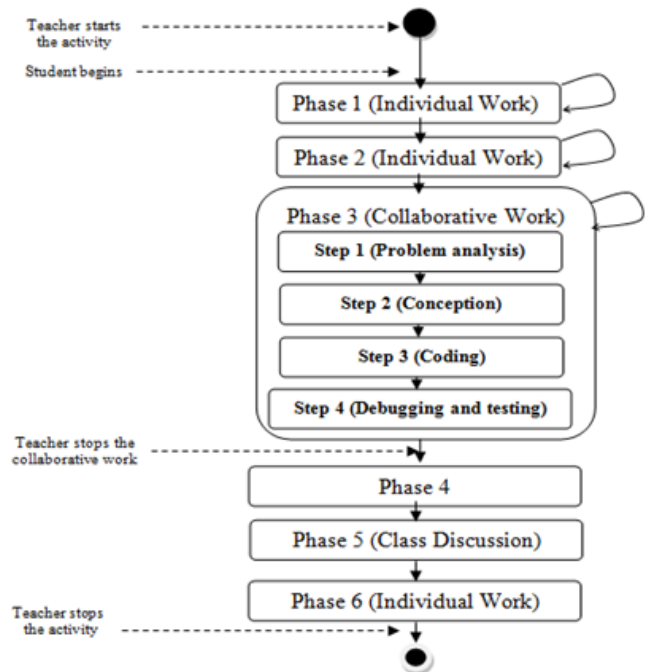 Teacher starts
the activity
Student begins
Phase 1 (Individual Work)
Phase 2 (Individual Work)
Phase 3 (Collaborative Work)
Step 1 (Problem analysis)
Step 2 (Conception)
Step 3 (Coding)
Step 4 (Debugging and testing)
Teacher stops the
collaborative work
Phase 4
Phase 5 (Class Discussion)
Phase 6 (Individual Work)
Teacher stops
the activity